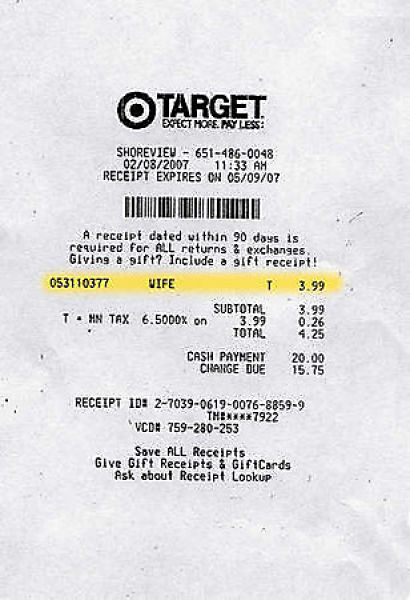 TARGET
EXPECT MORE. PAY LESS.
SHOREVIEW - 651-486-0048
02/08/2007 11:33 AM
RECEIPT EXPIRES ON 05/09/07
A receipt dated within 90 days is
required for ALL returns & exchanges.
Giving a gift? Include a gift receipt!
053110377 WIFE T 3.99
SUBTOTAL 3.99
T = MN TAX 6.5000% on 3.99 0.26
TOTAL 4.25
CASH PAYMENT 20.00
CHANGE DUE 15.75
RECEIPT ID# 2-7039-0619-0076-8859-9
TM#****7922
VCD# 759-280-253
Save ALL Receipts
Give Gift Receipts & GiftCards
Ask about Receipt Lookup